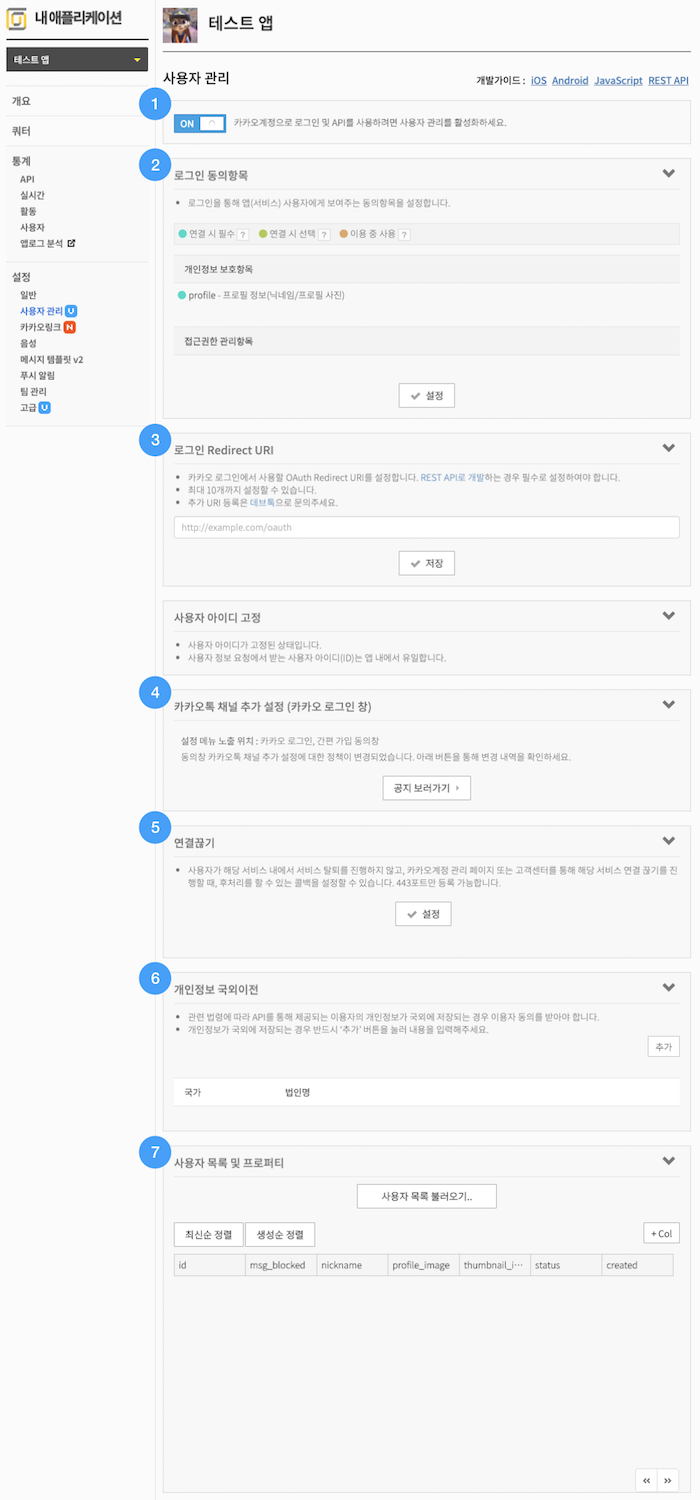 내 애플리케이션
테스트 앱
개요
쿼터
통계
API
실시간
활동
사용자
앱로그 분석
설정
일반
사용자 관리 U
카카오링크 N
음성
메시지 템플릿 v2
푸시 알림
팀 관리
고급 U
테스트 앱
사용자 관리
개발가이드 : iOS Android JavaScript REST API
1
ON
카카오계정으로 로그인 및 API를 사용하려면 사용자 관리를 활성화하세요.
2
로그인 동의항목
로그인을 통해 앱(서비스) 사용자에게 보여주는 동의항목을 설정합니다.
연결 시 필수 ? 연결 시 선택 ? 이용 중 사용 ?
개인정보 보호항목
profile - 프로필 정보(닉네임/프로필 사진)
접근권한 관리항목
설정
3
로그인 Redirect URI
카카오 로그인에서 사용할 OAuth Redirect URI를 설정합니다. REST API로 개발하는 경우 필수로 설정하여야 합니다.
최대 10개까지 설정할 수 있습니다.
추가 URI 등록은 데브톡으로 문의주세요.
http://example.com/oauth
저장
사용자 아이디 고정
사용자 아이디가 고정된 상태입니다.
사용자 정보 요청에서 받는 사용자 아이디(ID)는 앱 내에서 유일합니다.
4
카카오톡 채널 추가 설정 (카카오 로그인 창)
설정 메뉴 노출 위치 : 카카오 로그인, 간편 가입 동의창
동의창 카카오톡 채널 추가 설정에 대한 정책이 변경되었습니다. 아래 버튼을 통해 변경 내역을 확인하세요.
공지 보러가기
5
연결끊기
사용자가 해당 서비스 내에서 서비스 탈퇴를 진행하지 않고, 카카오계정 관리 페이지 또는 고객센터를 통해 해당 서비스 연결 끊기를 진
행할 때, 후처리를 할 수 있는 콜백을 설정할 수 있습니다. 443포트만 등록 가능합니다.
설정
6
개인정보 국외이전
관련 법령에 따라 API를 통해 제공되는 이용자의 개인정보가 국외에 저장되는 경우 이용자 동의를 받아야 합니다.
개인정보가 국외에 저장되는 경우 반드시 '추가' 버튼을 눌러 내용을 입력해주세요.
추가
국가 법인명
7
사용자 목록 및 프로퍼티
사용자 목록 불러오기..
최신순 정렬 생성순 정렬 + Col
id msg_blocked nickname profile_image thumbnail_i… status created
« »